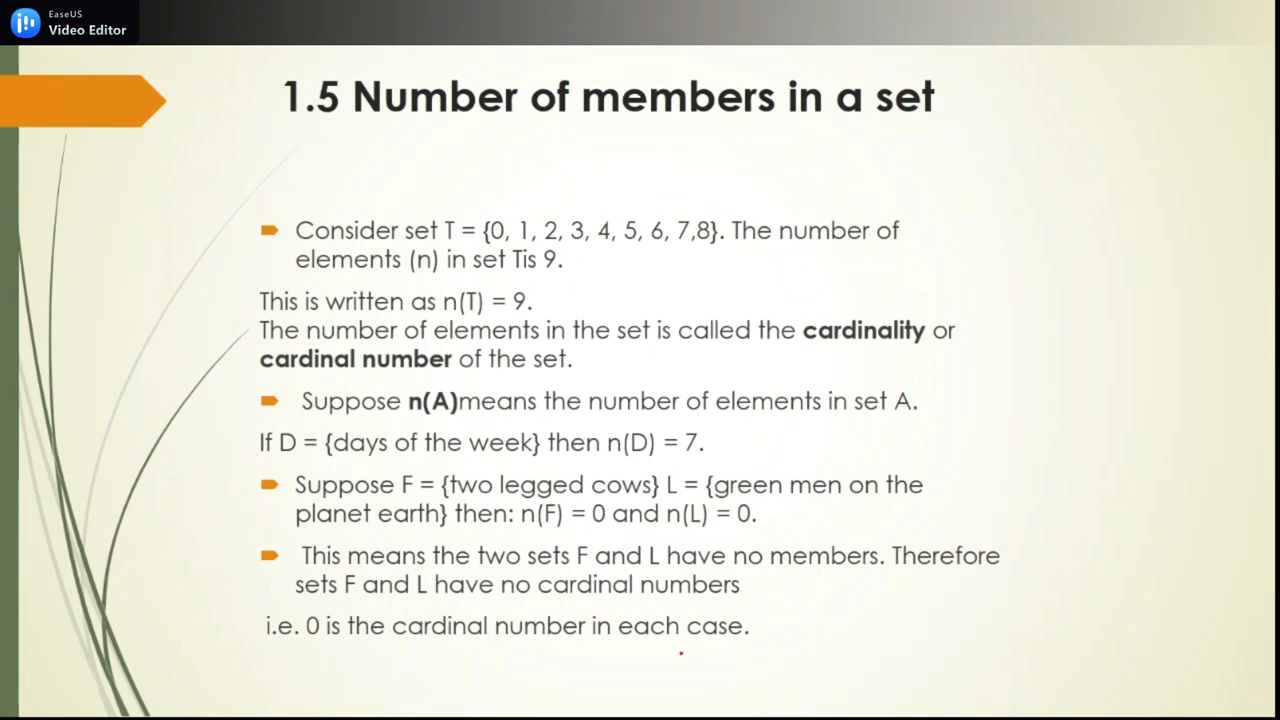 EaseUS
Video Editor
1.5 Number of members in a set
Consider set T = {0, 1, 2, 3, 4, 5, 6, 7,8}. The number of
elements (n) in set Tis 9.
This is written as n(T) = 9.
The number of elements in the set is called the cardinality or
cardinal number of the set.
Suppose n(A)means the number of elements in set A.
If D = {days of the week} then n(D) = 7.
Suppose F = {two legged cows} L = {green men on the
planet earth} then: n(F) = 0 and n(L) = 0.
This means the two sets F and L have no members. Therefore
sets F and L have no cardinal numbers
i.e. 0 is the cardinal number in each case.